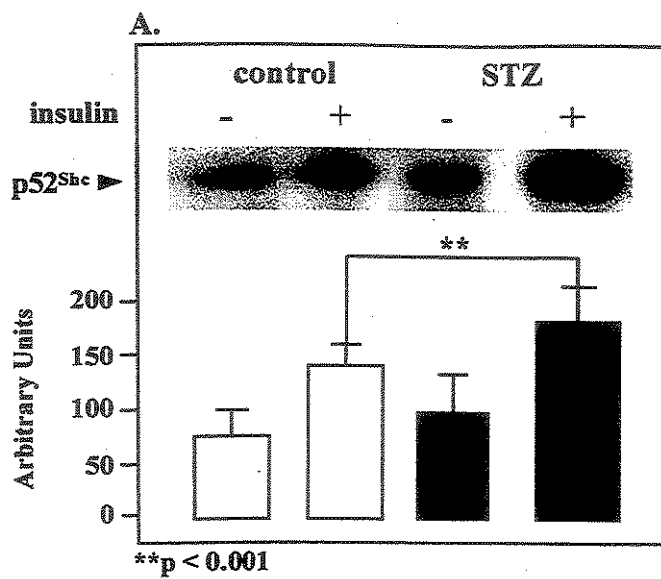 A.
control STZ
insulin - + - +
p52Shc
**
200
150
100
50
0
Arbitrary Units
**p < 0.001